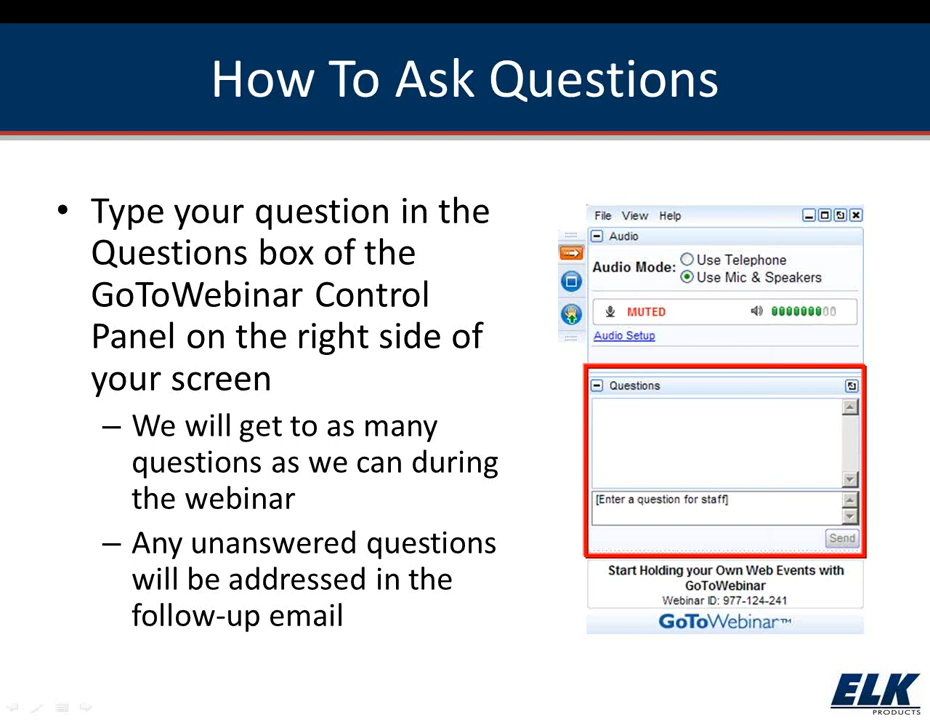 How To Ask Questions
• Type your question in the
Questions box of the
GoToWebinar Control
Panel on the right side of
your screen
– We will get to as many
questions as we can during
the webinar
– Any unanswered questions
will be addressed in the
follow-up email
File View Help
Audio
Audio Mode: Use Telephone
Use Mic & Speakers
MUTED
Audio Setup
Questions
[Enter a question for staff]
Send
Start Holding your Own Web Events with
GoToWebinar
Webinar ID: 977-124-241
GoToWebinar™
ELK
PRODUCTS